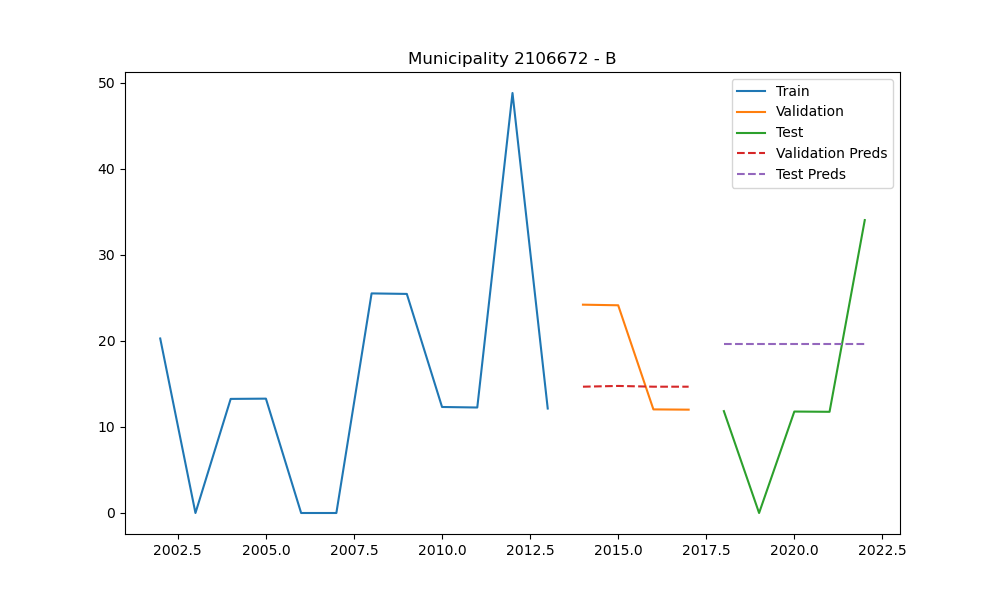 Municipality 2106672 - B
50
40
30
20
10
0
2002.5 2005.0 2007.5 2010.0 2012.5 2015.0 2017.5 2020.0 2022.5
Train
Validation
Test
Validation Preds
Test Preds